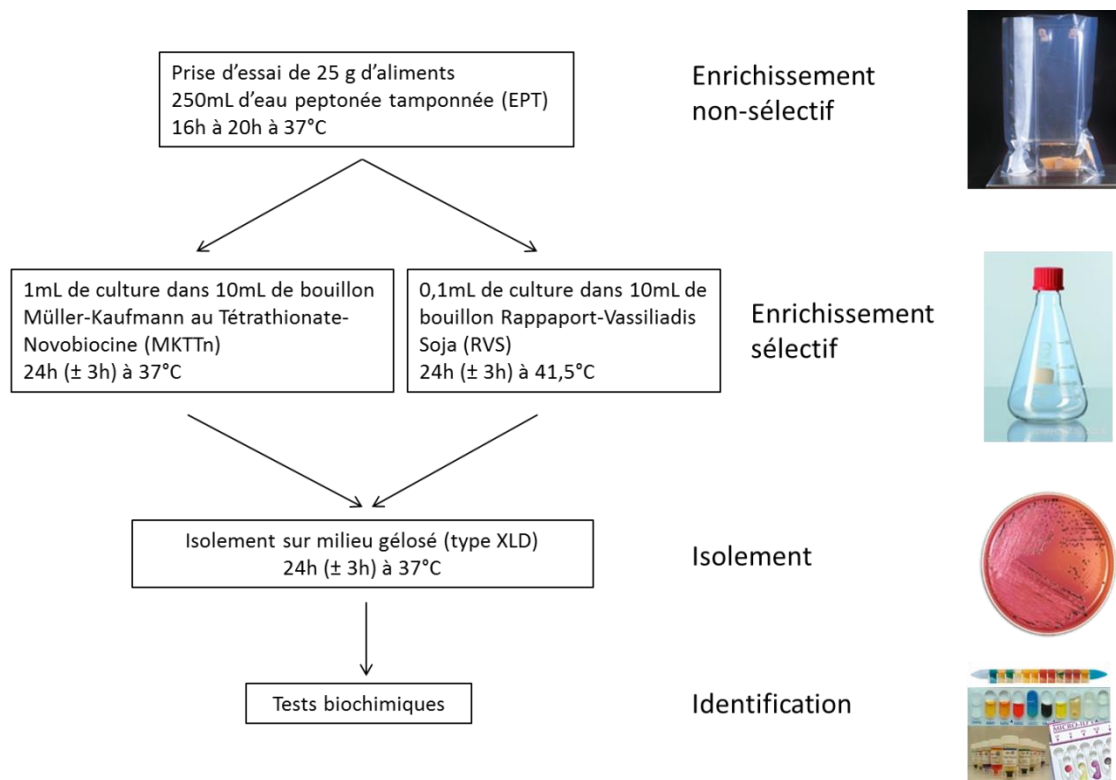 Prise d'essai de 25 g d'aliments
250mL d'eau peptonée tamponnée (EPT)
16h à 20h à 37°C
Enrichissement
non-sélectif
1mL de culture dans 10mL de bouillon
Müller-Kaufmann au Tétrathionate-
Novobiocine (MKTTn)
24h (± 3h) à 37°C
0,1mL de culture dans 10mL de
bouillon Rappaport-Vassiliadis
Soja (RVS)
24h (± 3h) à 41,5°C
Enrichissement
sélectif
Isolement sur milieu gélosé (type XLD)
24h (± 3h) à 37°C
Isolement
Tests biochimiques
Identification